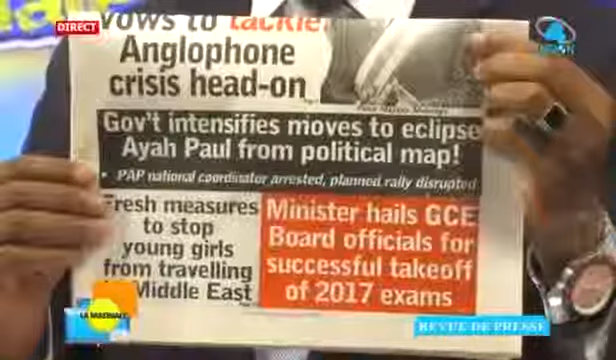 DIRECT
vows to tackle
Anglophone
crisis head-on
Gov't intensifies moves to eclipse
Ayah Paul from political map!
• PAP national coordinator arrested, planned rally disrupted
Fresh measures
to stop
young girls
from travelling
Middle East
Minister hails GCE
Board officials for
successful takeoff
of 2017 exams
LA MATINALE
REVUE DE PRESSE